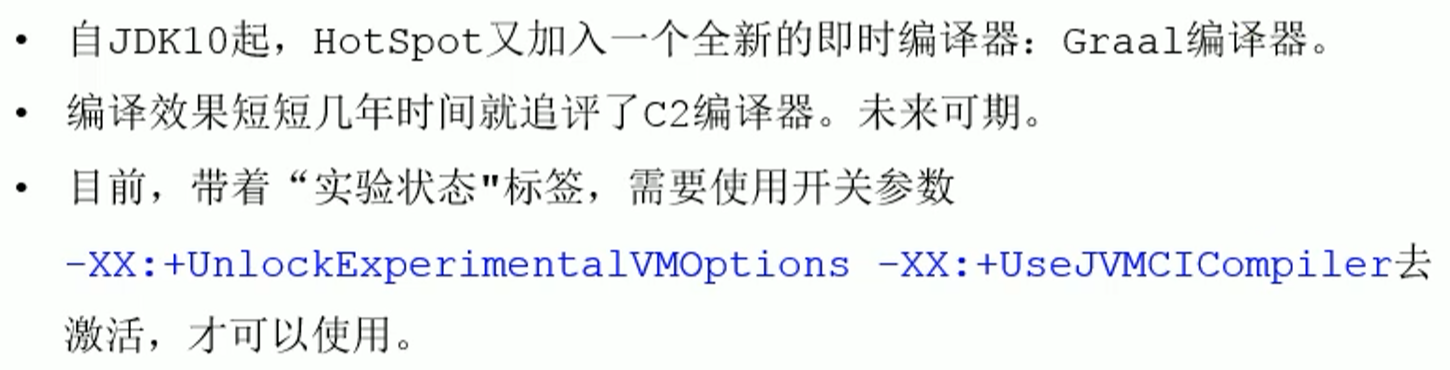 • 自JDK10起，HotSpot又加入一个全新的即时编译器：Graal编译器。
• 编译效果短短几年时间就追评了C2编译器。未来可期。
• 目前，带着“实验状态"标签，需要使用开关参数
-XX:+UnlockExperimentalVMOptions -XX:+UseJVMCICompiler去
激活，才可以使用。